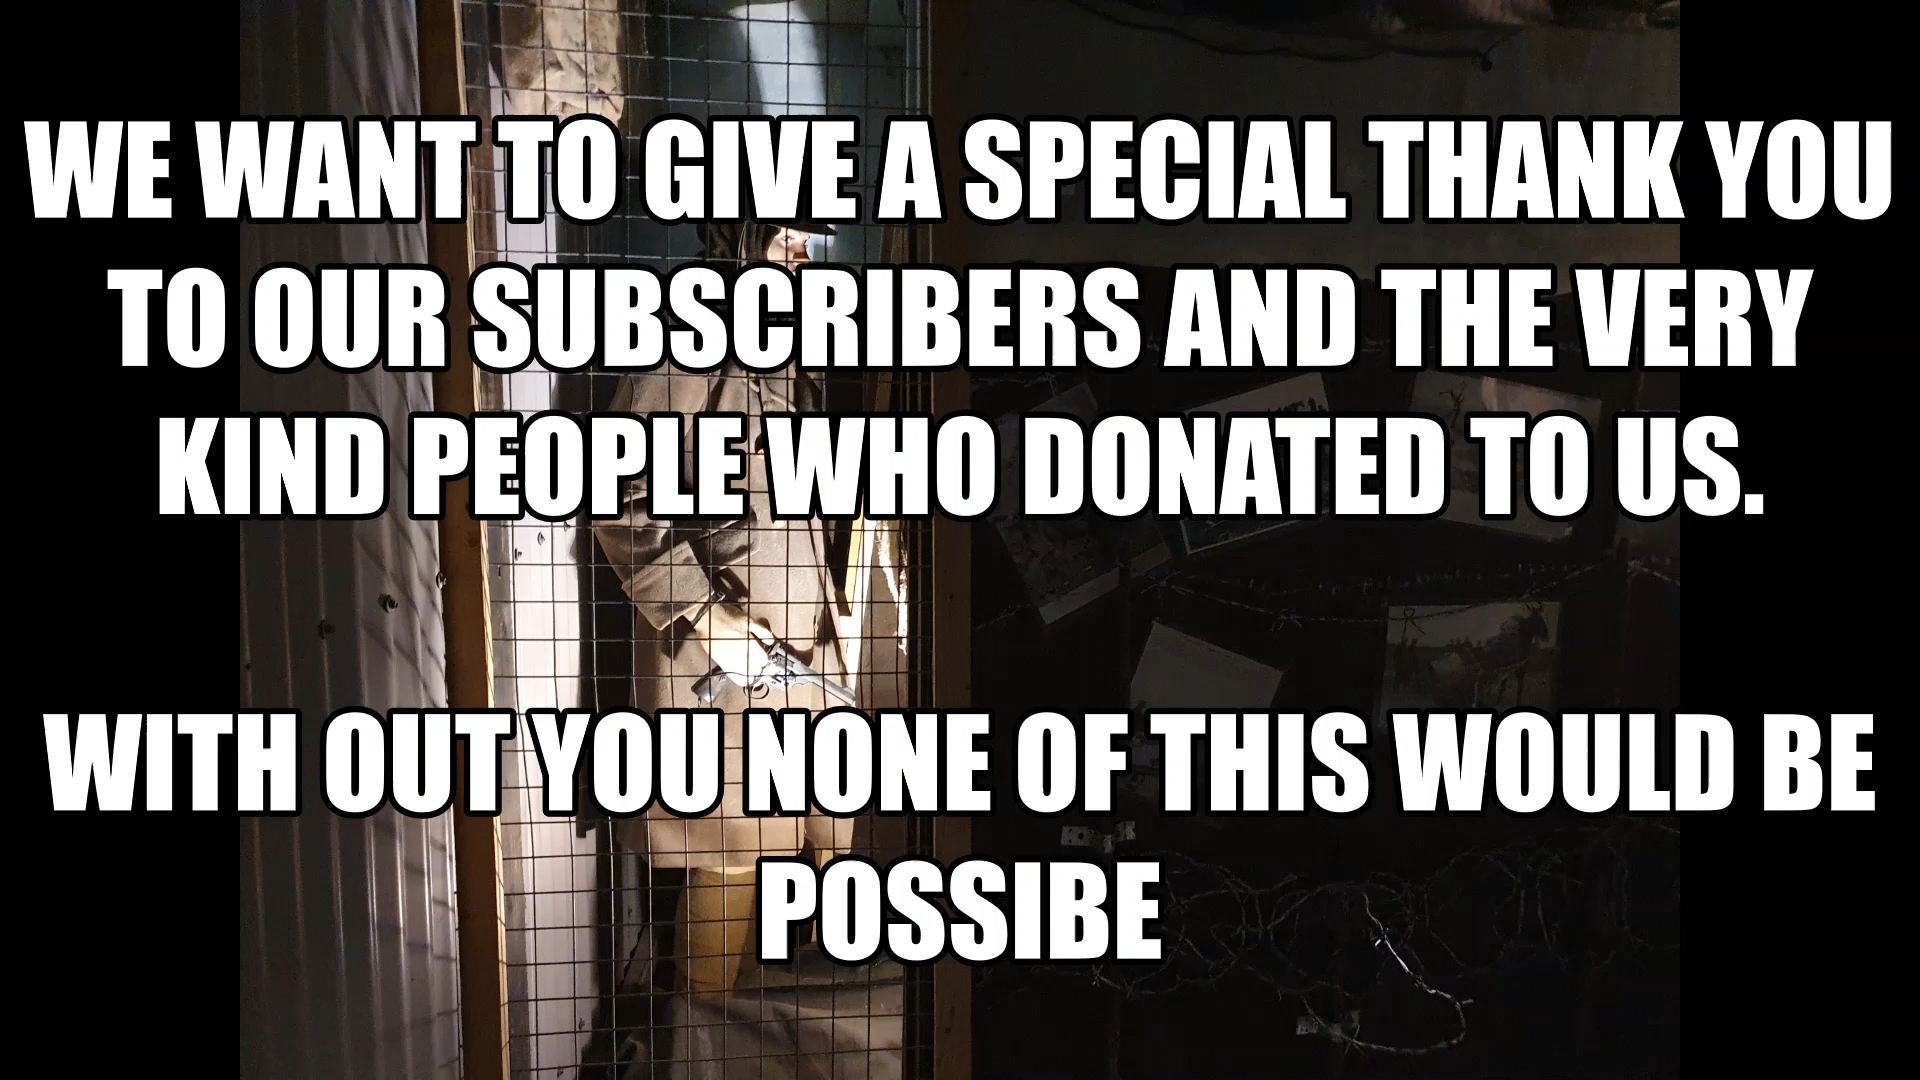 WE WANT TO GIVE A SPECIAL THANK YOU
TO OUR SUBSCRIBERS AND THE VERY
KIND PEOPLE WHO DONATED TO US.
WITH OUT YOU NONE OF THIS WOULD BE
POSSIBE